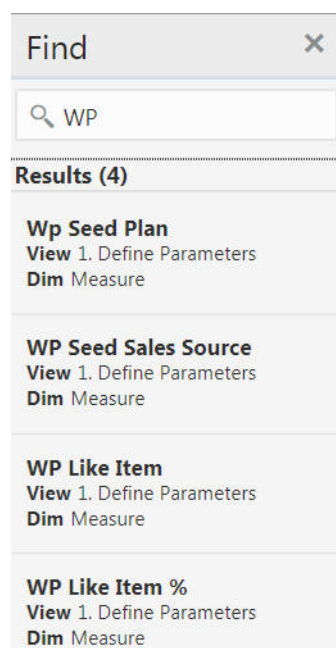 Find
WP
Results (4)
Wp Seed Plan
View 1. Define Parameters
Dim Measure
WP Seed Sales Source
View 1. Define Parameters
Dim Measure
WP Like Item
View 1. Define Parameters
Dim Measure
WP Like Item %
View 1. Define Parameters
Dim Measure